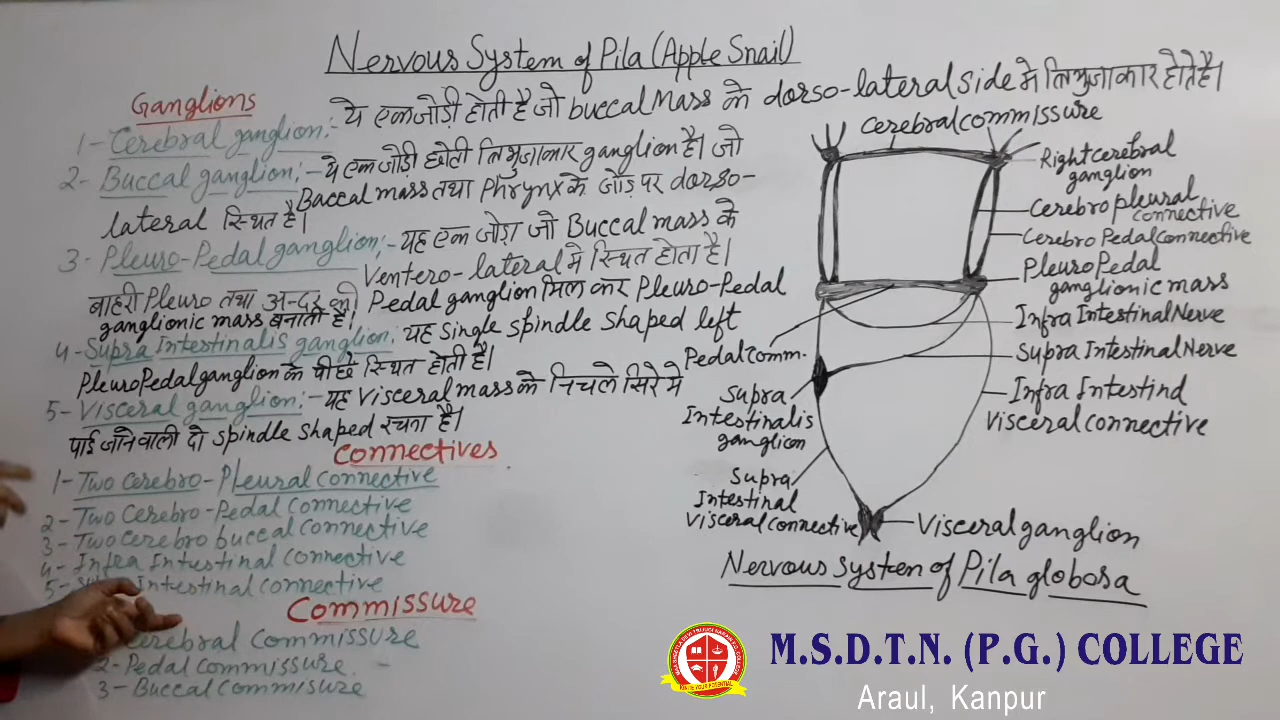 Nervous System of Pila (Apple Snail)
Ganglions
1- Cerebral ganglion:- ये एक जोड़ी होती है जो buccal Mass के dorso-lateral side मे त्रिभुजाकार होते है।
2- Buccal ganglion:- ये एक जोड़ी छोटी त्रिभुजाकार ganglion है। जो
Baccal mass तथा Phrynx के जोड़ पर dorso-
lateral स्थित है।
3- Pleuro-Pedal ganglion:- यह एक जोड़ा जो Buccal mass के
Ventero-lateral मे स्थित होता है।
बाहरी Pleuro तथा अन्दर की Pedal ganglion मिल कर Pleuro-Pedal
ganglionic mass बनाती है।
4- Supra Intestinalis ganglion: यह single spindle shaped left
Pleuro Pedal ganglion के पीछे स्थित होती है।
5- Visceral ganglion:- यह Visceral mass के निचले सिरे मे
पाई जाने वाली दो spindle shaped रचना है।
Connectives
1- Two Cerebro-Pleural Connective
2- Two Cerebro-Pedal Connective
3- Two cerebro buccal Connective
4- Infra Intustinal Connective
5- Intestinal connective
Commissure
Cerebral Commissure
2- Pedal Commissure
3- Buccal Commisure
Cerebral commissure
Right cerebral
ganglion
Cerebro pleural
connective
Cerebro Pedal Connective
Pleuro Pedal
ganglionic mass
Infra Intestinal Nerve
Supra Intestinal Nerve
Infra Intestind
Visceral connective
Pedal Comm.
Supra
Intestinalis
ganglion
Supra
Intestinal
Visceral connective
Visceral ganglion
Nervous system of Pila globosa
M.S.D.T.N. (P.G.) COLLEGE
Araul, Kanpur